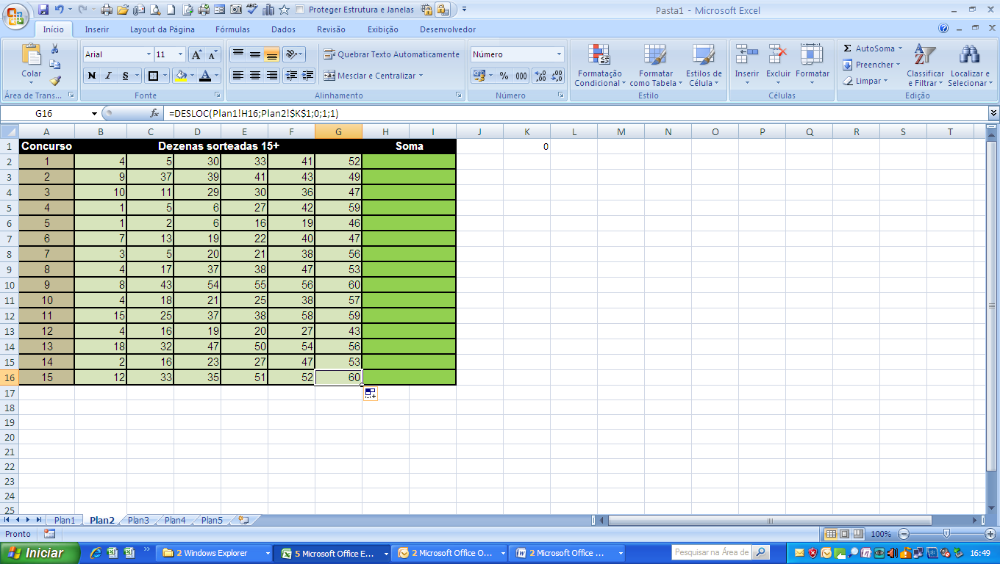 Proteger Estrutura e Janelas
Pasta1 - Microsoft Excel
Início Inserir Layout da Página Fórmulas Dados Revisão Exibição Desenvolvedor
Colar
Área de Trans...
Arial 11
N I S
Fonte
Quebrar Texto Automaticamente
Mesclar e Centralizar
Alinhamento
Número
% 000
Número
Formatação Condicional
Formatar como Tabela
Estilos de Célula
Estilo
Inserir Excluir Formatar
Células
Σ AutoSoma
Preencher
Limpar
Classificar e Filtrar
Localizar e Selecionar
Edição
G16 fx =DESLOC(Plan1!H16;Plan2!$K$1;0;1;1)
A B C D E F G H I J K L M N O P Q R S T
1 Concurso Dezenas sorteadas 15+ Soma 0
2 1 4 5 30 33 41 52
3 2 9 37 39 41 43 49
4 3 10 11 29 30 36 47
5 4 1 5 6 27 42 59
6 5 1 2 6 16 19 46
7 6 7 13 19 22 40 47
8 7 3 5 20 21 38 56
9 8 4 17 37 38 47 53
10 9 8 43 54 55 56 60
11 10 4 18 21 25 38 57
12 11 15 25 37 38 58 59
13 12 4 16 19 20 27 43
14 13 18 32 47 50 54 56
15 14 2 16 23 27 47 53
16 15 12 33 35 51 52 60
17
18
19
20
21
22
23
24
25
Plan1 Plan2 Plan3 Plan4 Plan5
Pronto 100%
Iniciar 2 Windows Explorer 5 Microsoft Office E... 2 Microsoft Office O... 2 Microsoft Office ... Pesquisar na Área de 16:49